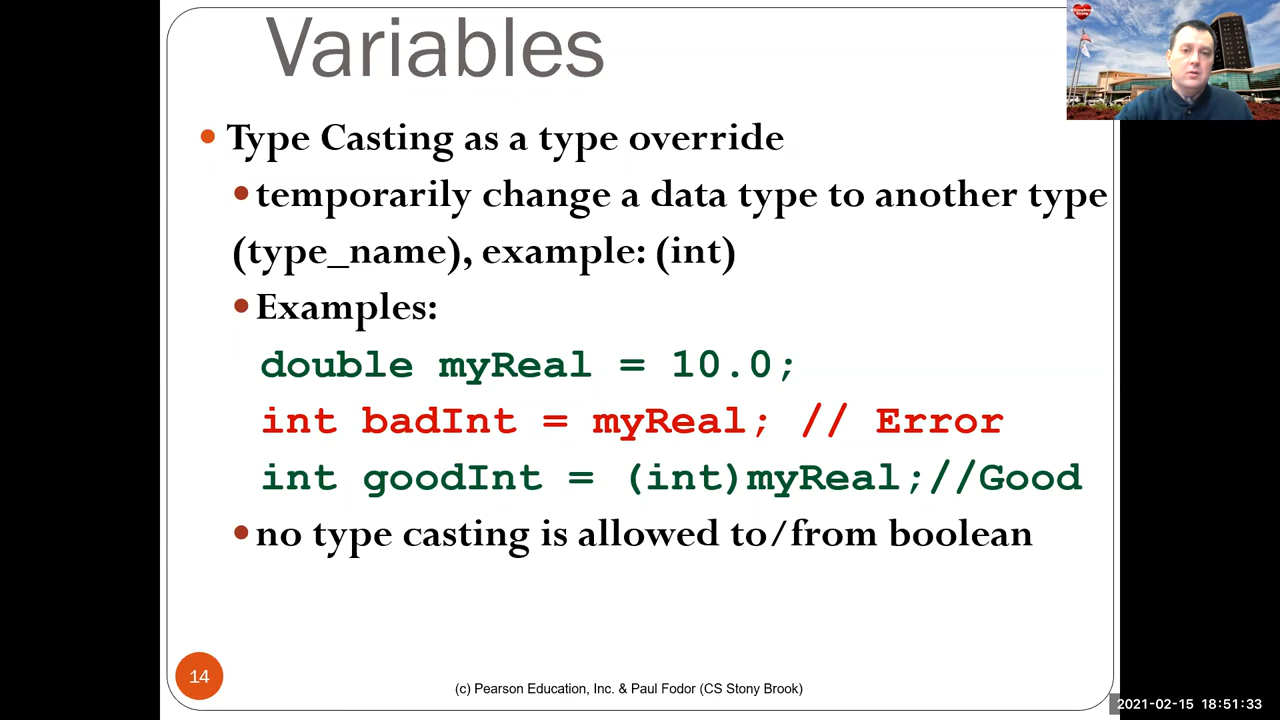 Variables
• Type Casting as a type override
• temporarily change a data type to another type
(type_name), example: (int)
• Examples:
double myReal = 10.0;
int badInt = myReal; // Error
int goodInt = (int)myReal;//Good
• no type casting is allowed to/from boolean
14
(c) Pearson Education, Inc. & Paul Fodor (CS Stony Brook)
2021-02-15 18:51:33